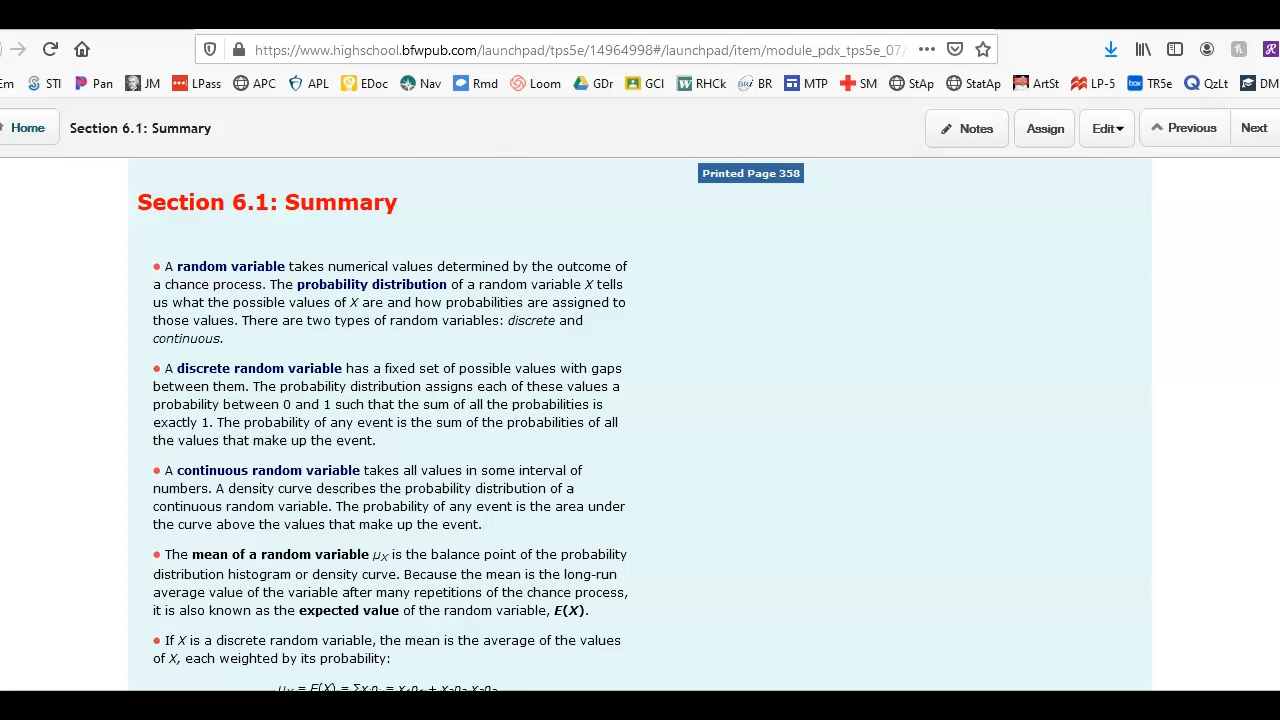 https://www.highschool.bfwpub.com/launchpad/tps5e/14964998#/launchpad/item/module_pdx_tps5e_07/
Em STI Pan JM LPass APC APL EDoc Nav Rmd Loom GDr GCI RHCk BR MTP SM StAp StatAp ArtSt LP-5 TR5e QzLt DM
Home Section 6.1: Summary Notes Assign Edit Previous Next
Printed Page 358
Section 6.1: Summary
• A random variable takes numerical values determined by the outcome of
a chance process. The probability distribution of a random variable X tells
us what the possible values of X are and how probabilities are assigned to
those values. There are two types of random variables: discrete and
continuous.
• A discrete random variable has a fixed set of possible values with gaps
between them. The probability distribution assigns each of these values a
probability between 0 and 1 such that the sum of all the probabilities is
exactly 1. The probability of any event is the sum of the probabilities of all
the values that make up the event.
• A continuous random variable takes all values in some interval of
numbers. A density curve describes the probability distribution of a
continuous random variable. The probability of any event is the area under
the curve above the values that make up the event.
• The mean of a random variable μX is the balance point of the probability
distribution histogram or density curve. Because the mean is the long-run
average value of the variable after many repetitions of the chance process,
it is also known as the expected value of the random variable, E(X).
• If X is a discrete random variable, the mean is the average of the values
of X, each weighted by its probability: